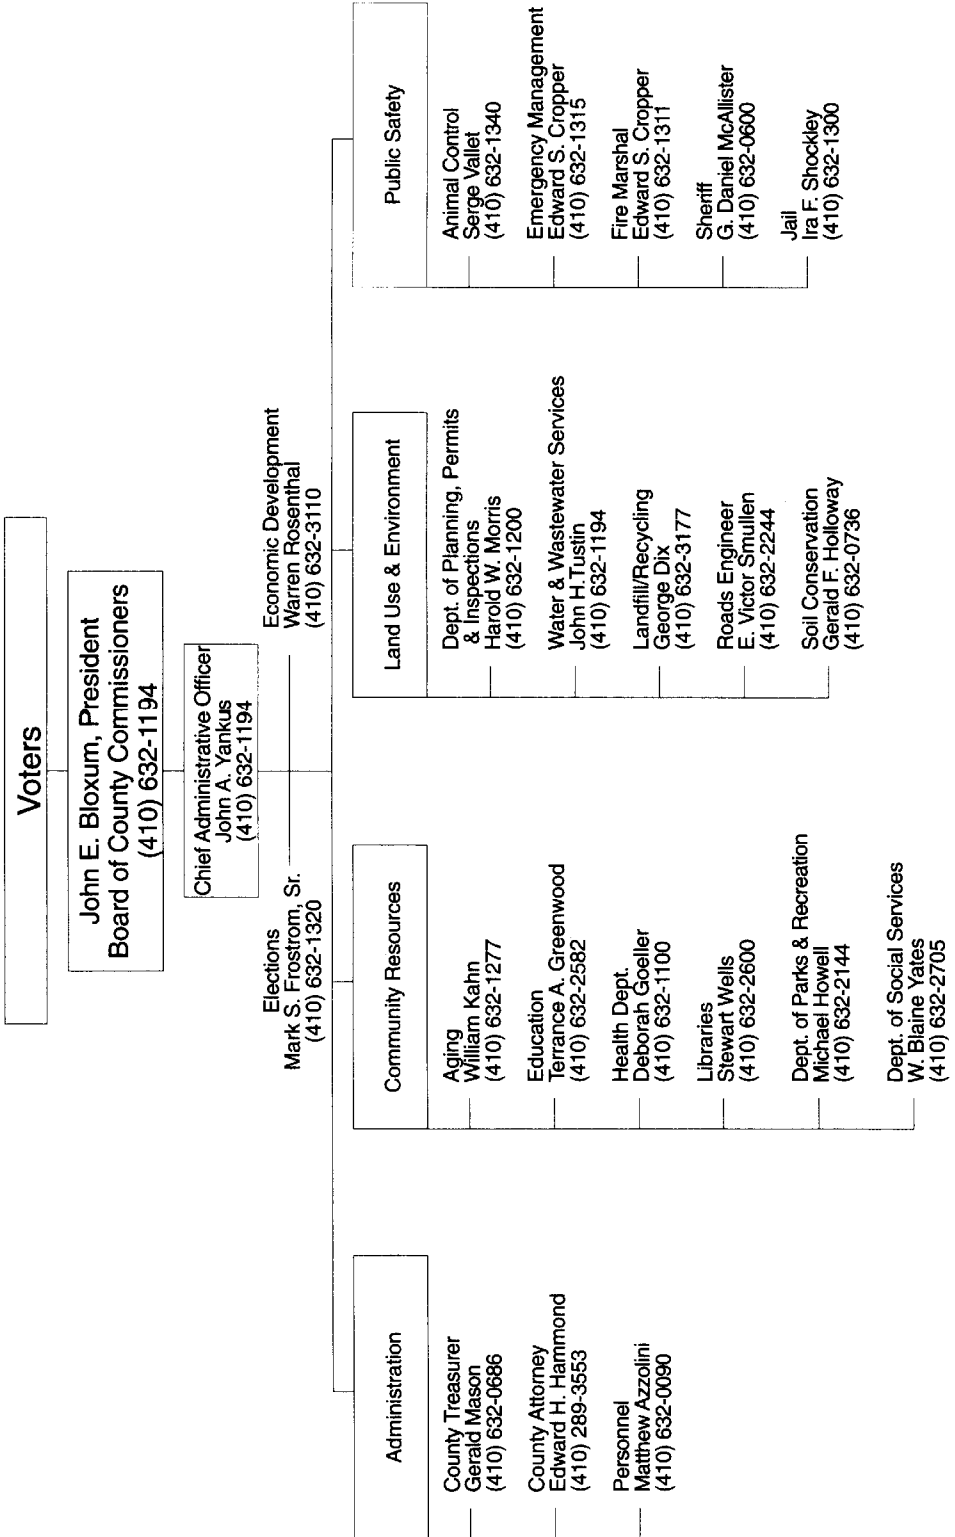 Voters
John E. Bloxum, President
Board of County Commissioners
(410) 632-1194
Chief Administrative Officer
John A. Yankus
(410) 632-1194
Elections
Mark S. Frostrom, Sr.
(410) 632-1320
Economic Development
Warren Rosenthal
(410) 632-3110
Administration
County Treasurer
Gerald Mason
(410) 632-0686
County Attorney
Edward H. Hammond
(410) 289-3553
Personnel
Matthew Azzolini
(410) 632-0090
Community Resources
Aging
William Kahn
(410) 632-1277
Education
Terrance A. Greenwood
(410) 632-2582
Health Dept.
Deborah Goeller
(410) 632-1100
Libraries
Stewart Wells
(410) 632-2600
Dept. of Parks & Recreation
Michael Howell
(410) 632-2144
Dept. of Social Services
W. Blaine Yates
(410) 632-2705
Land Use & Environment
Dept. of Planning, Permits
& Inspections
Harold W. Morris
(410) 632-1200
Water & Wastewater Services
John H.Tustin
(410) 632-1194
Landfill/Recycling
George Dix
(410) 632-3177
Roads Engineer
E. Victor Smullen
(410) 632-2244
Soil Conservation
Gerald F. Holloway
(410) 632-0736
Public Safety
Animal Control
Serge Vallet
(410) 632-1340
Emergency Management
Edward S. Cropper
(410) 632-1315
Fire Marshal
Edward S. Cropper
(410) 632-1311
Sheriff
G. Daniel McAllister
(410) 632-0600
Jail
Ira F. Shockley
(410) 632-1300